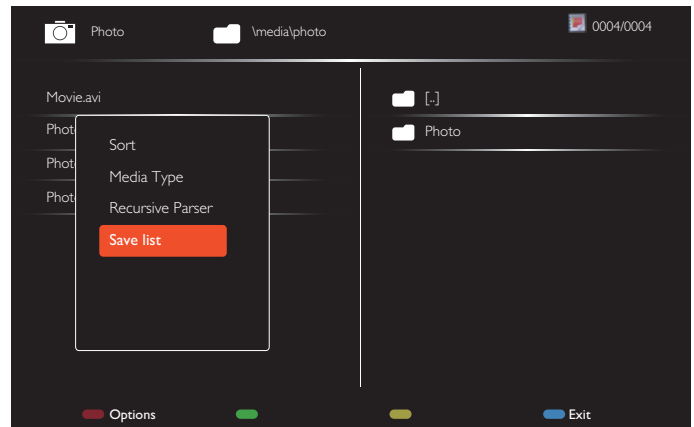 Photo
\media\photo
0004/0004
Movie.avi
Phot
Phot
Phot
Sort
Media Type
Recursive Parser
Save list
[..]
Photo
Options
Exit